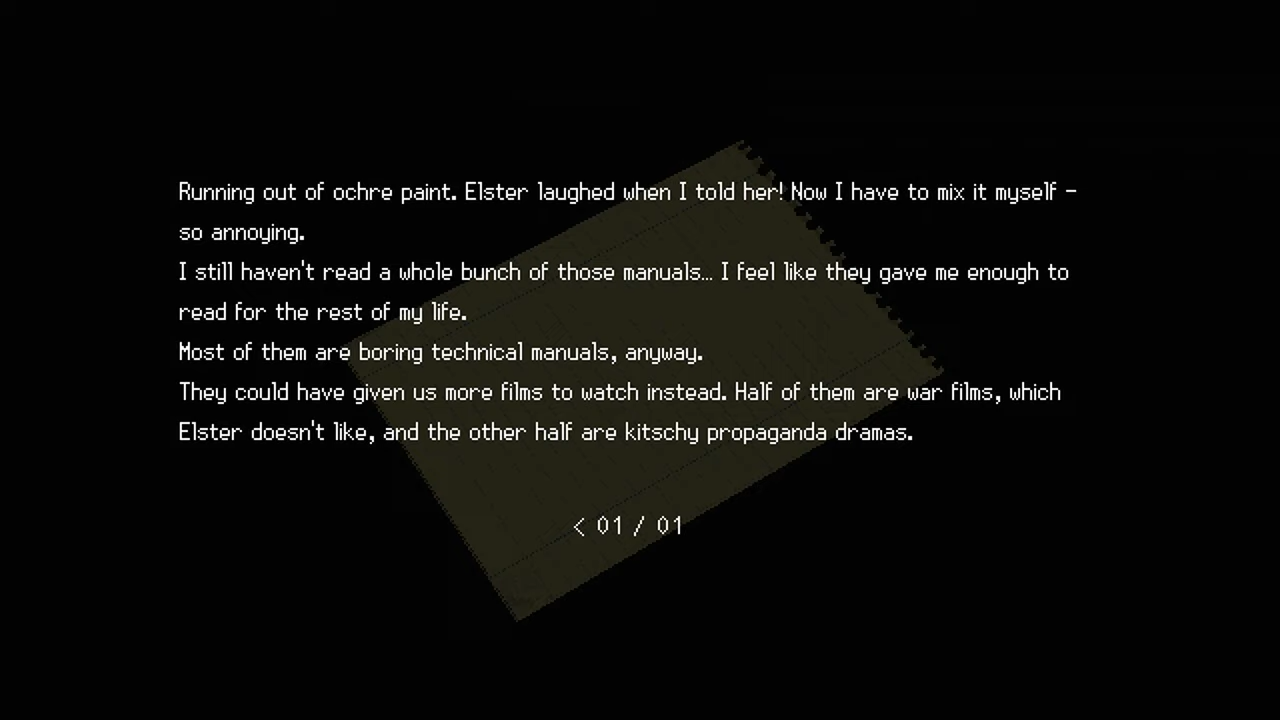 Running out of ochre paint. Elster laughed when I told her! Now I have to mix it myself -
so annoying.
I still haven't read a whole bunch of those manuals... I feel like they gave me enough to
read for the rest of my life.
Most of them are boring technical manuals, anyway.
They could have given us more films to watch instead. Half of them are war films, which
Elster doesn't like, and the other half are kitschy propaganda dramas.
< 01 / 01